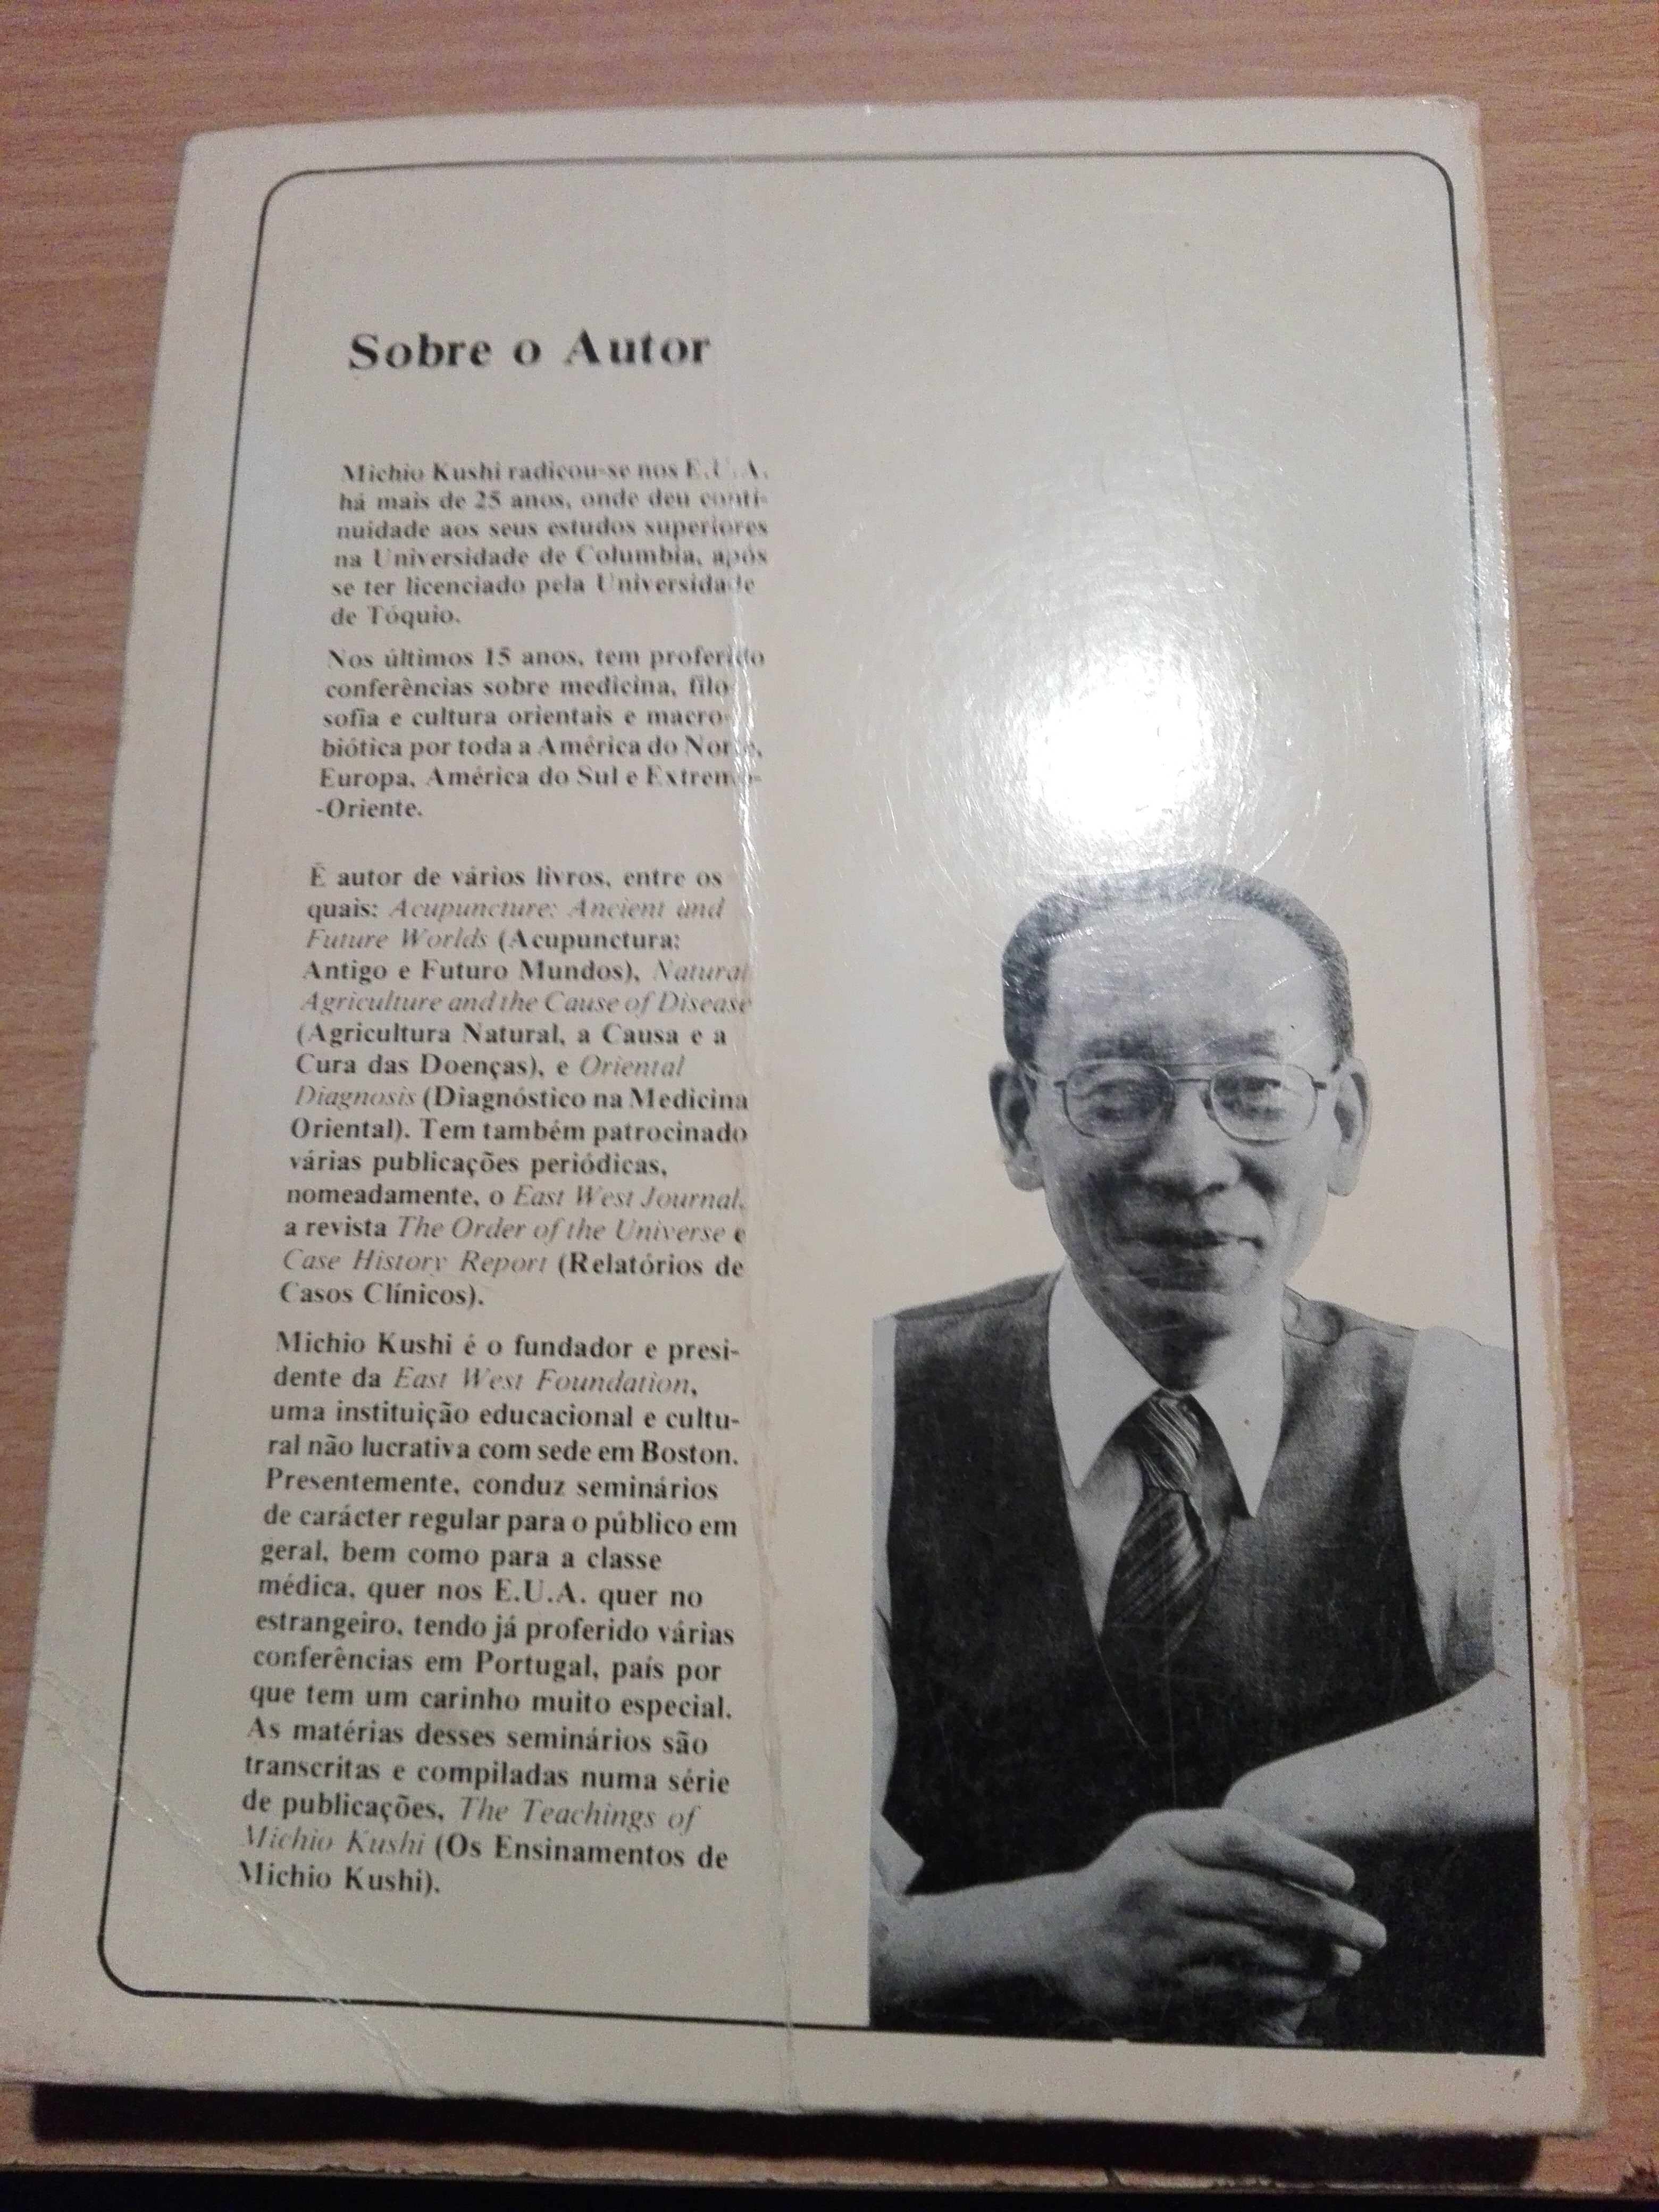 Sobre o Autor
Michio Kushi radicou-se nos E.U.A.
há mais de 25 anos, onde deu conti-
nuidade aos seus estudos superiores
na Universidade de Columbia, após
se ter licenciado pela Universidade
de Tóquio.
Nos últimos 15 anos, tem proferido
conferências sobre medicina, filo-
sofia e cultura orientais e macro-
biótica por toda a América do Norte,
Europa, América do Sul e Extremo-
-Oriente.
É autor de vários livros, entre os
quais: Acupuncture: Ancient and
Future Worlds (Acupunctura:
Antigo e Futuro Mundos), Natural
Agriculture and the Cause of Disease
(Agricultura Natural, a Causa e a
Cura das Doenças), e Oriental
Diagnosis (Diagnóstico na Medicina
Oriental). Tem também patrocinado
várias publicações periódicas,
nomeadamente, o East West Journal,
a revista The Order of the Universe e
Case History Report (Relatórios de
Casos Clínicos).
Michio Kushi é o fundador e presi-
dente da East West Foundation,
uma instituição educacional e cultu-
ral não lucrativa com sede em Boston.
Presentemente, conduz seminários
de carácter regular para o público em
geral, bem como para a classe
médica, quer nos E.U.A. quer no
estrangeiro, tendo já proferido várias
conferências em Portugal, país por
que tem um carinho muito especial.
As matérias desses seminários são
transcritas e compiladas numa série
de publicações, The Teachings of
Michio Kushi (Os Ensinamentos de
Michio Kushi).